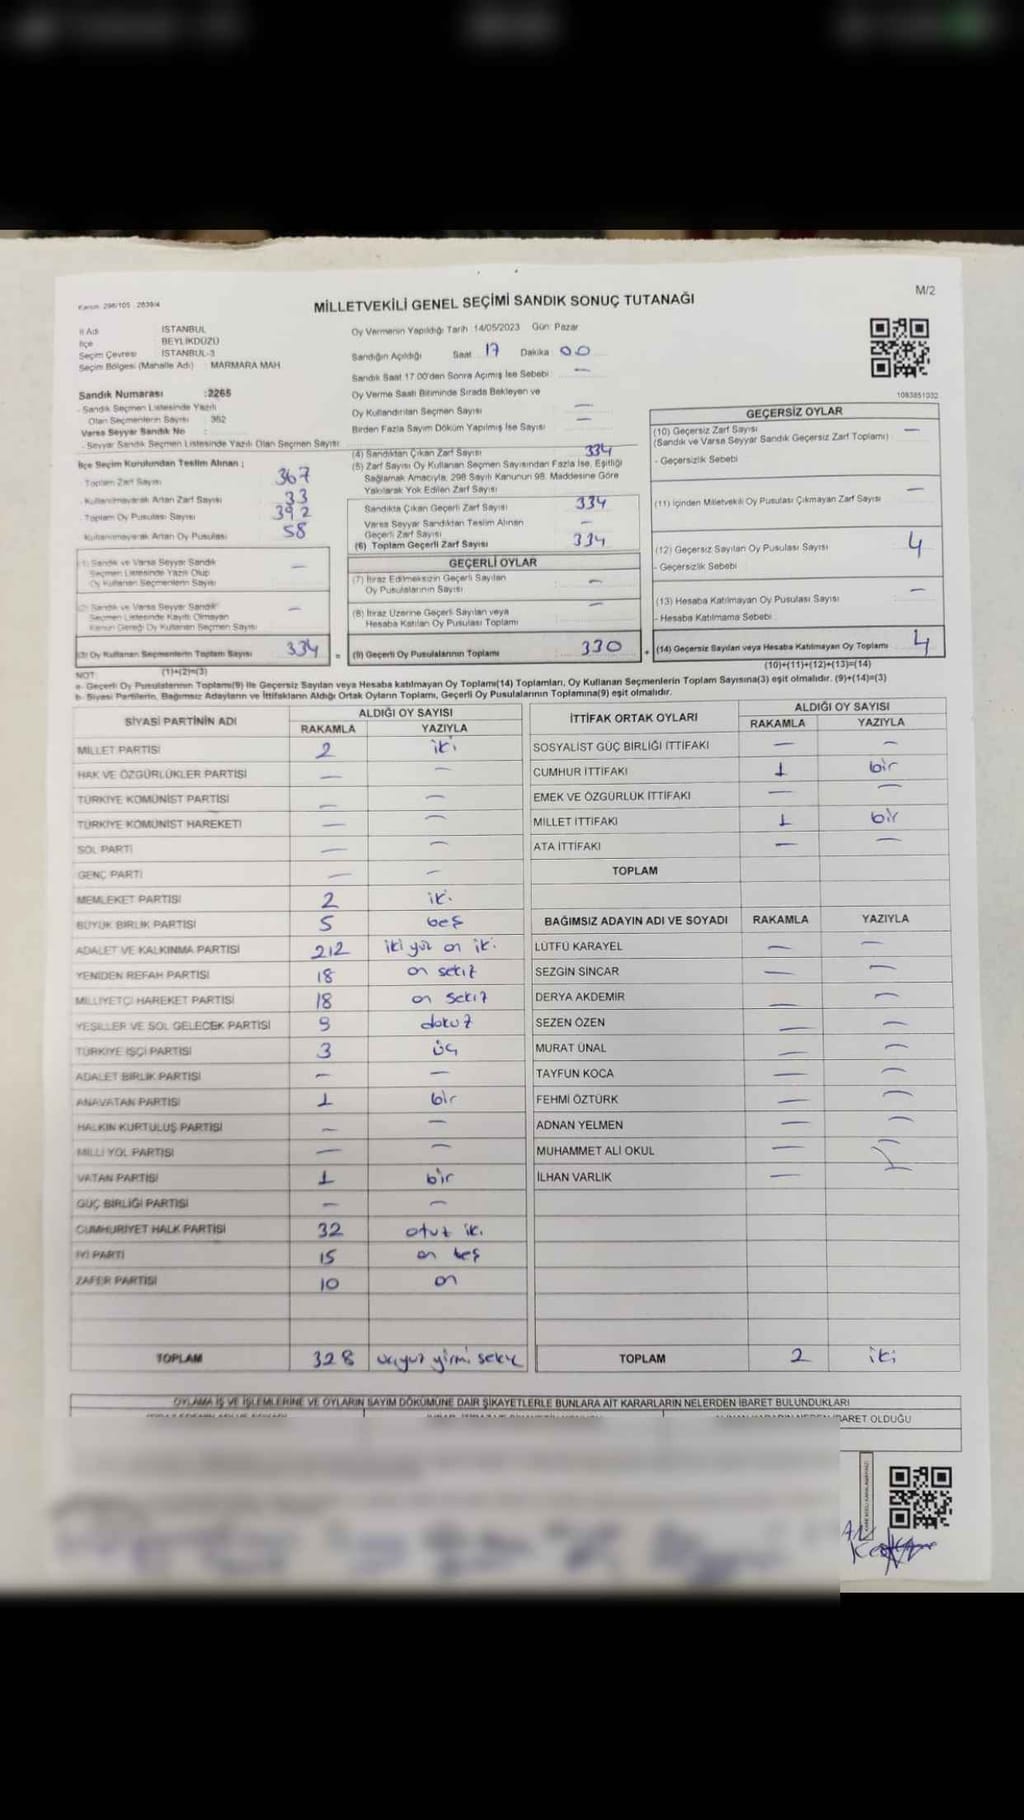 Kanun: 298/105 - 2839/4
M/2
MİLLETVEKİLİ GENEL SEÇİMİ SANDIK SONUÇ TUTANAĞI
İl Adı : İSTANBUL
İlçe : BEYLİKDÜZÜ
Seçim Çevresi : İSTANBUL-3
Seçim Bölgesi (Mahalle Adı) : MARMARA MAH
Sandık Numarası :2265
- Sandık Seçmen Listesinde Yazılı
Olan Seçmenlerin Sayısı : 362
Varsa Seyyar Sandık No :
- Seyyar Sandık Seçmen Listesinde Yazılı Olan Seçmen Sayısı:
İlçe Seçim Kurulundan Teslim Alınan ;
Toplam Zarf Sayısı 367
Kullanılmayarak Artan Zarf Sayısı 33
Toplam Oy Pusulası Sayısı 392
Kullanılmayarak Artan Oy Pusulası 58
(1) Sandık ve Varsa Seyyar Sandık
Seçmen Listesinde Yazılı Olup
Oy Kullanan Seçmenlerin Sayısı —
(2) Sandık ve Varsa Seyyar Sandık
Seçmen Listesinde Kayıtlı Olmayan
Kanun Gereği Oy Kullanan Seçmen Sayısı —
(3) Oy Kullanan Seçmenlerin Toplam Sayısı 334 =
Oy Vermenin Yapıldığı Tarih :14/05/2023 Gün: Pazar
Sandığın Açıldığı Saat 17 Dakika 00
Sandık Saat 17:00'den Sonra Açılmış İse Sebebi : —
Oy Verme Saati Bitiminde Sırada Bekleyen ve
Oy Kullandırılan Seçmen Sayısı —
Birden Fazla Sayım Döküm Yapılmış İse Sayısı —
(4) Sandıktan Çıkan Zarf Sayısı 334
(5) Zarf Sayısı Oy Kullanan Seçmen Sayısından Fazla İse, Eşitliği
Sağlamak Amacıyla, 298 Sayılı Kanunun 98. Maddesine Göre
Yakılarak Yok Edilen Zarf Sayısı
Sandıkta Çıkan Geçerli Zarf Sayısı 334
Varsa Seyyar Sandıktan Teslim Alınan
Geçerli Zarf Sayısı —
(6) Toplam Geçerli Zarf Sayısı 334
GEÇERLİ OYLAR
(7) İtiraz Edilmeksizin Geçerli Sayılan
Oy Pusulalarının Sayısı —
(8) İtiraz Üzerine Geçerli Sayılan veya
Hesaba Katılan Oy Pusulası Toplamı —
(9) Geçerli Oy Pusulalarının Toplamı 330 +
1083851032
GEÇERSİZ OYLAR
(10) Geçersiz Zarf Sayısı —
(Sandık ve Varsa Seyyar Sandık Geçersiz Zarf Toplamı)
- Geçersizlik Sebebi
(11) İçinden Milletvekili Oy Pusulası Çıkmayan Zarf Sayısı —
(12) Geçersiz Sayılan Oy Pusulası Sayısı 4
- Geçersizlik Sebebi
(13) Hesaba Katılmayan Oy Pusulası Sayısı —
- Hesaba Katılmama Sebebi
(14) Geçersiz Sayılan veya Hesaba Katılmayan Oy Toplamı 4
NOT: (1)+(2)=(3)
(10)+(11)+(12)+(13)=(14)
a- Geçerli Oy Pusulalarının Toplamı(9) ile Geçersiz Sayılan veya Hesaba katılmayan Oy Toplamı(14) Toplamları, Oy Kullanan Seçmenlerin Toplam Sayısına(3) eşit olmalıdır. (9)+(14)=(3)
b- Siyasi Partilerin, Bağımsız Adayların ve İttifakların Aldığı Ortak Oyların Toplamı, Geçerli Oy Pusulalarının Toplamına(9) eşit olmalıdır.
SİYASİ PARTİNİN ADI ALDIĞI OY SAYISI
RAKAMLA YAZIYLA
MİLLET PARTİSİ 2 iki
HAK VE ÖZGÜRLÜKLER PARTİSİ — —
TÜRKİYE KOMÜNİST PARTİSİ — —
TÜRKİYE KOMÜNİST HAREKETİ — —
SOL PARTİ — —
GENÇ PARTİ — —
MEMLEKET PARTİSİ 2 iki
BÜYÜK BİRLİK PARTİSİ 5 beş
ADALET VE KALKINMA PARTİSİ 212 iki yüz on iki
YENİDEN REFAH PARTİSİ 18 on sekiz
MİLLİYETÇİ HAREKET PARTİSİ 18 on sekiz
YEŞİLLER VE SOL GELECEK PARTİSİ 9 dokuz
TÜRKİYE İŞÇİ PARTİSİ 3 üç
ADALET BİRLİK PARTİSİ — —
ANAVATAN PARTİSİ 1 bir
HALKIN KURTULUŞ PARTİSİ — —
MİLLİ YOL PARTİSİ — —
VATAN PARTİSİ 1 bir
GÜÇ BİRLİĞİ PARTİSİ — —
CUMHURİYET HALK PARTİSİ 32 otuz iki
İYİ PARTİ 15 on beş
ZAFER PARTİSİ 10 on
TOPLAM 328 üçyüz yirmi sekiz
İTTİFAK ORTAK OYLARI ALDIĞI OY SAYISI
RAKAMLA YAZIYLA
SOSYALİST GÜÇ BİRLİĞİ İTTİFAKI — —
CUMHUR İTTİFAKI 1 bir
EMEK VE ÖZGÜRLÜK İTTİFAKI — —
MİLLET İTTİFAKI 1 bir
ATA İTTİFAKI — —
TOPLAM
BAĞIMSIZ ADAYIN ADI VE SOYADI RAKAMLA YAZIYLA
LÜTFÜ KARAYEL — —
SEZGİN SİNCAR — —
DERYA AKDEMİR — —
SEZEN ÖZEN — —
MURAT ÜNAL — —
TAYFUN KOCA — —
FEHMİ ÖZTÜRK — —
ADNAN YELMEN — —
MUHAMMET ALİ OKUL —
İLHAN VARLIK —
TOPLAM 2 iki
OYLAMA İŞ VE İŞLEMLERİNE VE OYLARIN SAYIM DÖKÜMÜNE DAİR ŞİKAYETLERLE BUNLARA AİT KARARLARIN NELERDEN İBARET BULUNDUKLARI
İBARET OLDUĞU